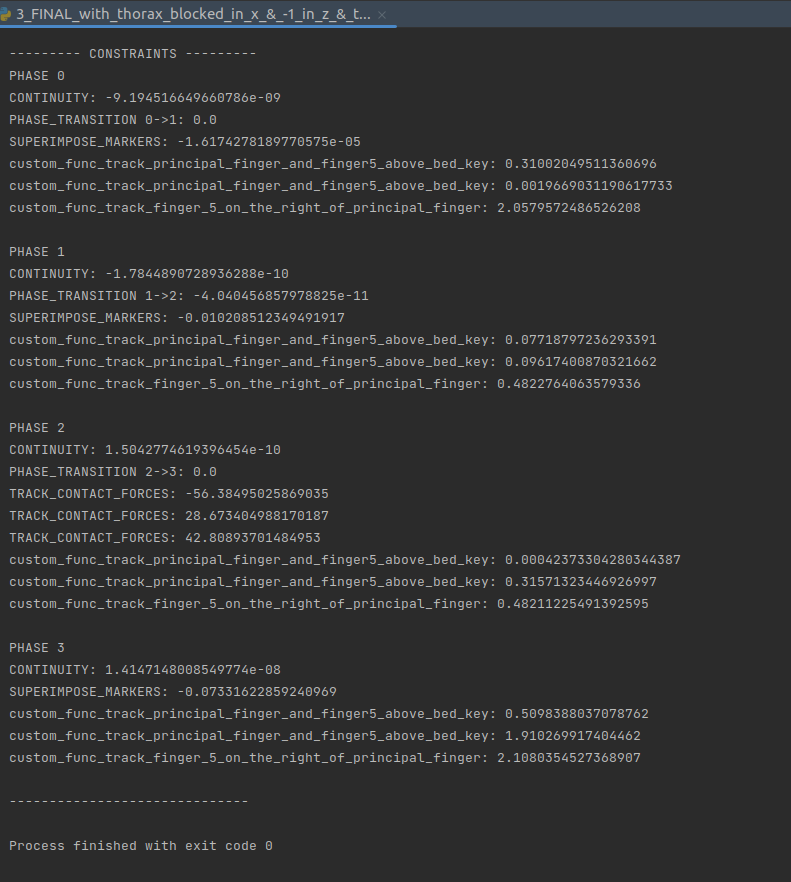 3_FINAL_with_thorax_blocked_in_x_&_-1_in_z_&_t...
--------- CONSTRAINTS ---------
PHASE 0
CONTINUITY: -9.194516649660786e-09
PHASE_TRANSITION 0->1: 0.0
SUPERIMPOSE_MARKERS: -1.6174278189770575e-05
custom_func_track_principal_finger_and_finger5_above_bed_key: 0.31002049511360696
custom_func_track_principal_finger_and_finger5_above_bed_key: 0.0019669031190617733
custom_func_track_finger_5_on_the_right_of_principal_finger: 2.0579572486526208
PHASE 1
CONTINUITY: -1.7844890728936288e-10
PHASE_TRANSITION 1->2: -4.040456857978825e-11
SUPERIMPOSE_MARKERS: -0.010208512349491917
custom_func_track_principal_finger_and_finger5_above_bed_key: 0.07718797236293391
custom_func_track_principal_finger_and_finger5_above_bed_key: 0.09617400870321662
custom_func_track_finger_5_on_the_right_of_principal_finger: 0.4822764063579336
PHASE 2
CONTINUITY: 1.5042774619396454e-10
PHASE_TRANSITION 2->3: 0.0
TRACK_CONTACT_FORCES: -56.38495025869035
TRACK_CONTACT_FORCES: 28.673404988170187
TRACK_CONTACT_FORCES: 42.80893701484953
custom_func_track_principal_finger_and_finger5_above_bed_key: 0.00042373304280344387
custom_func_track_principal_finger_and_finger5_above_bed_key: 0.31571323446926997
custom_func_track_finger_5_on_the_right_of_principal_finger: 0.48211225491392595
PHASE 3
CONTINUITY: 1.4147148008549774e-08
SUPERIMPOSE_MARKERS: -0.07331622859240969
custom_func_track_principal_finger_and_finger5_above_bed_key: 0.5098388037078762
custom_func_track_principal_finger_and_finger5_above_bed_key: 1.910269917404462
custom_func_track_finger_5_on_the_right_of_principal_finger: 2.1080354527368907
------------------------------
Process finished with exit code 0